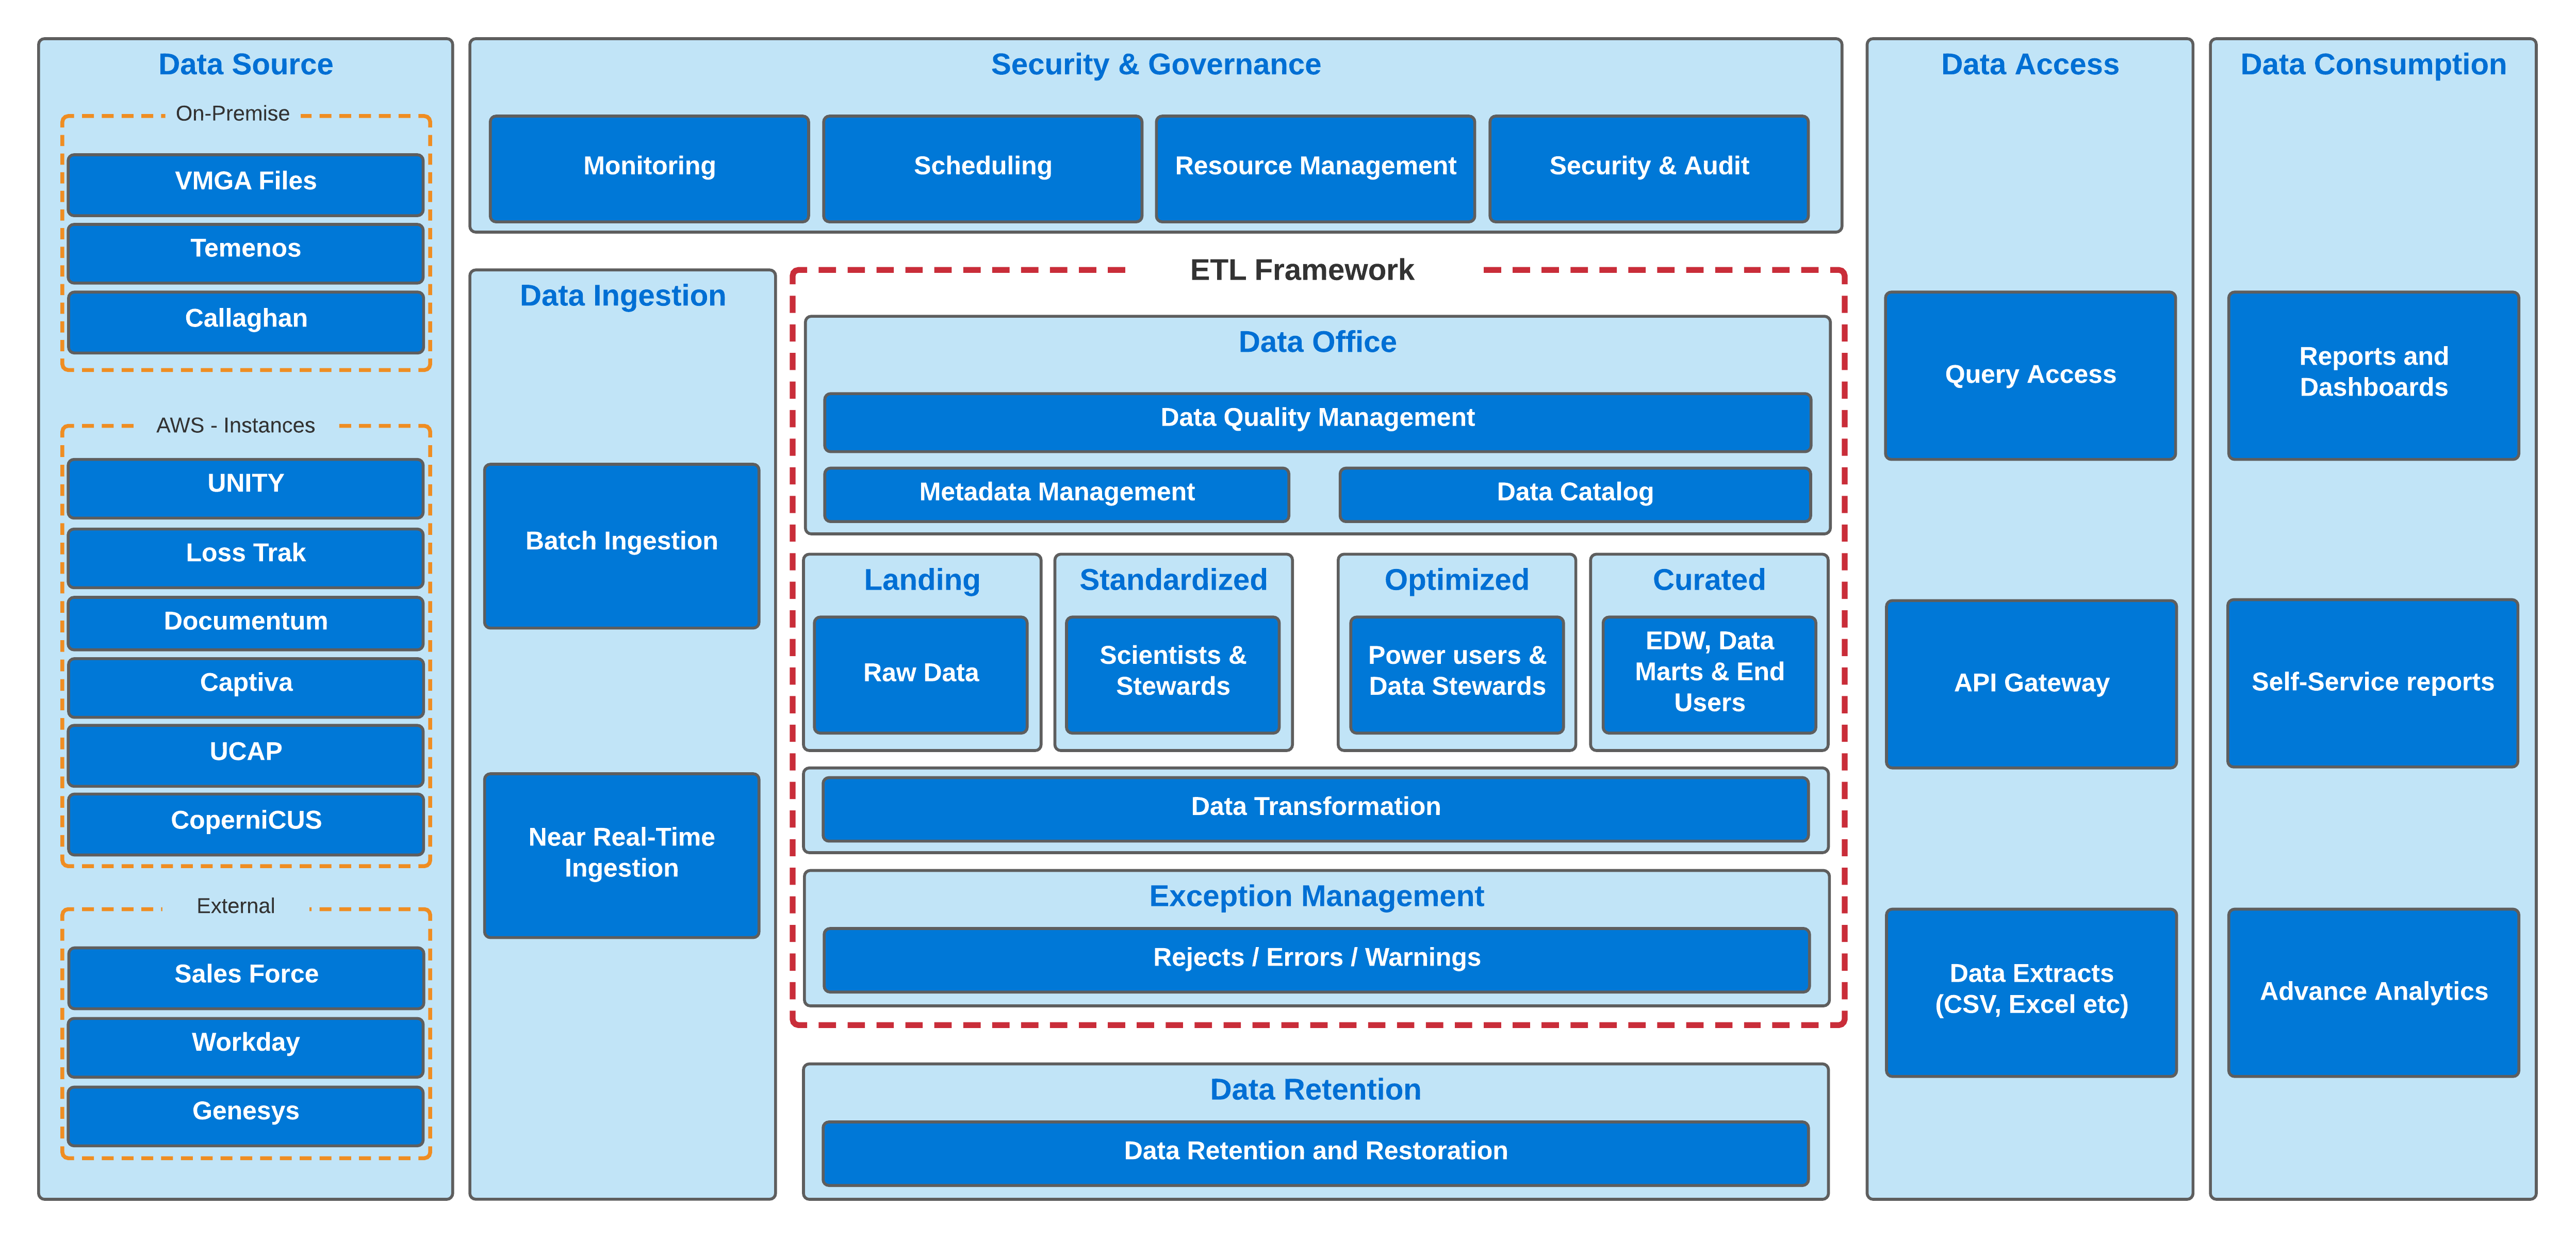 Data Source
On-Premise
VMGA Files
Temenos
Callaghan
AWS - Instances
UNITY
Loss Trak
Documentum
Captiva
UCAP
CoperniCUS
External
Sales Force
Workday
Genesys
Security & Governance
Monitoring
Scheduling
Resource Management
Security & Audit
Data Ingestion
Batch Ingestion
Near Real-Time
Ingestion
ETL Framework
Data Office
Data Quality Management
Metadata Management
Data Catalog
Landing
Raw Data
Standardized
Scientists &
Stewards
Optimized
Power users &
Data Stewards
Curated
EDW, Data
Marts & End
Users
Data Transformation
Exception Management
Rejects / Errors / Warnings
Data Retention
Data Retention and Restoration
Data Access
Query Access
API Gateway
Data Extracts
(CSV, Excel etc)
Data Consumption
Reports and
Dashboards
Self-Service reports
Advance Analytics